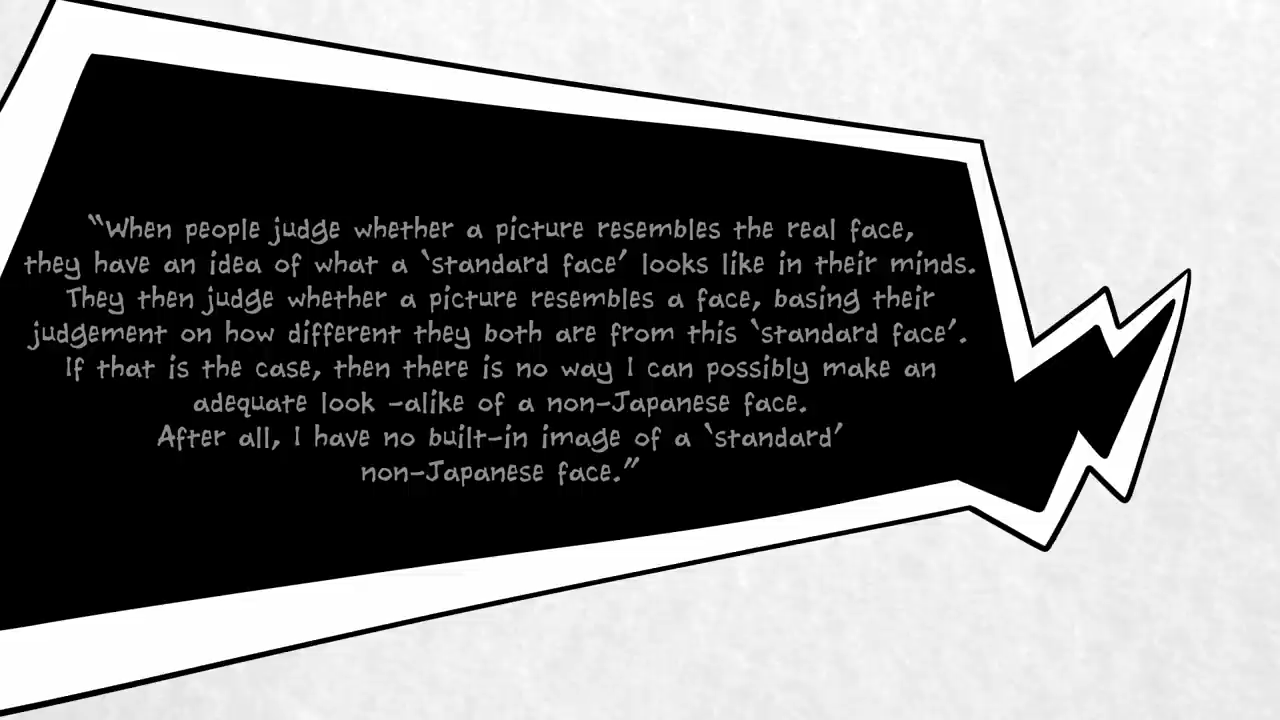 “When people judge whether a picture resembles the real face,
they have an idea of what a ‘standard face’ looks like in their minds.
They then judge whether a picture resembles a face, basing their
judgement on how different they both are from this ‘standard face’.
If that is the case, then there is no way I can possibly make an
adequate look -alike of a non-Japanese face.
After all, I have no built-in image of a ‘standard’
non-Japanese face.”